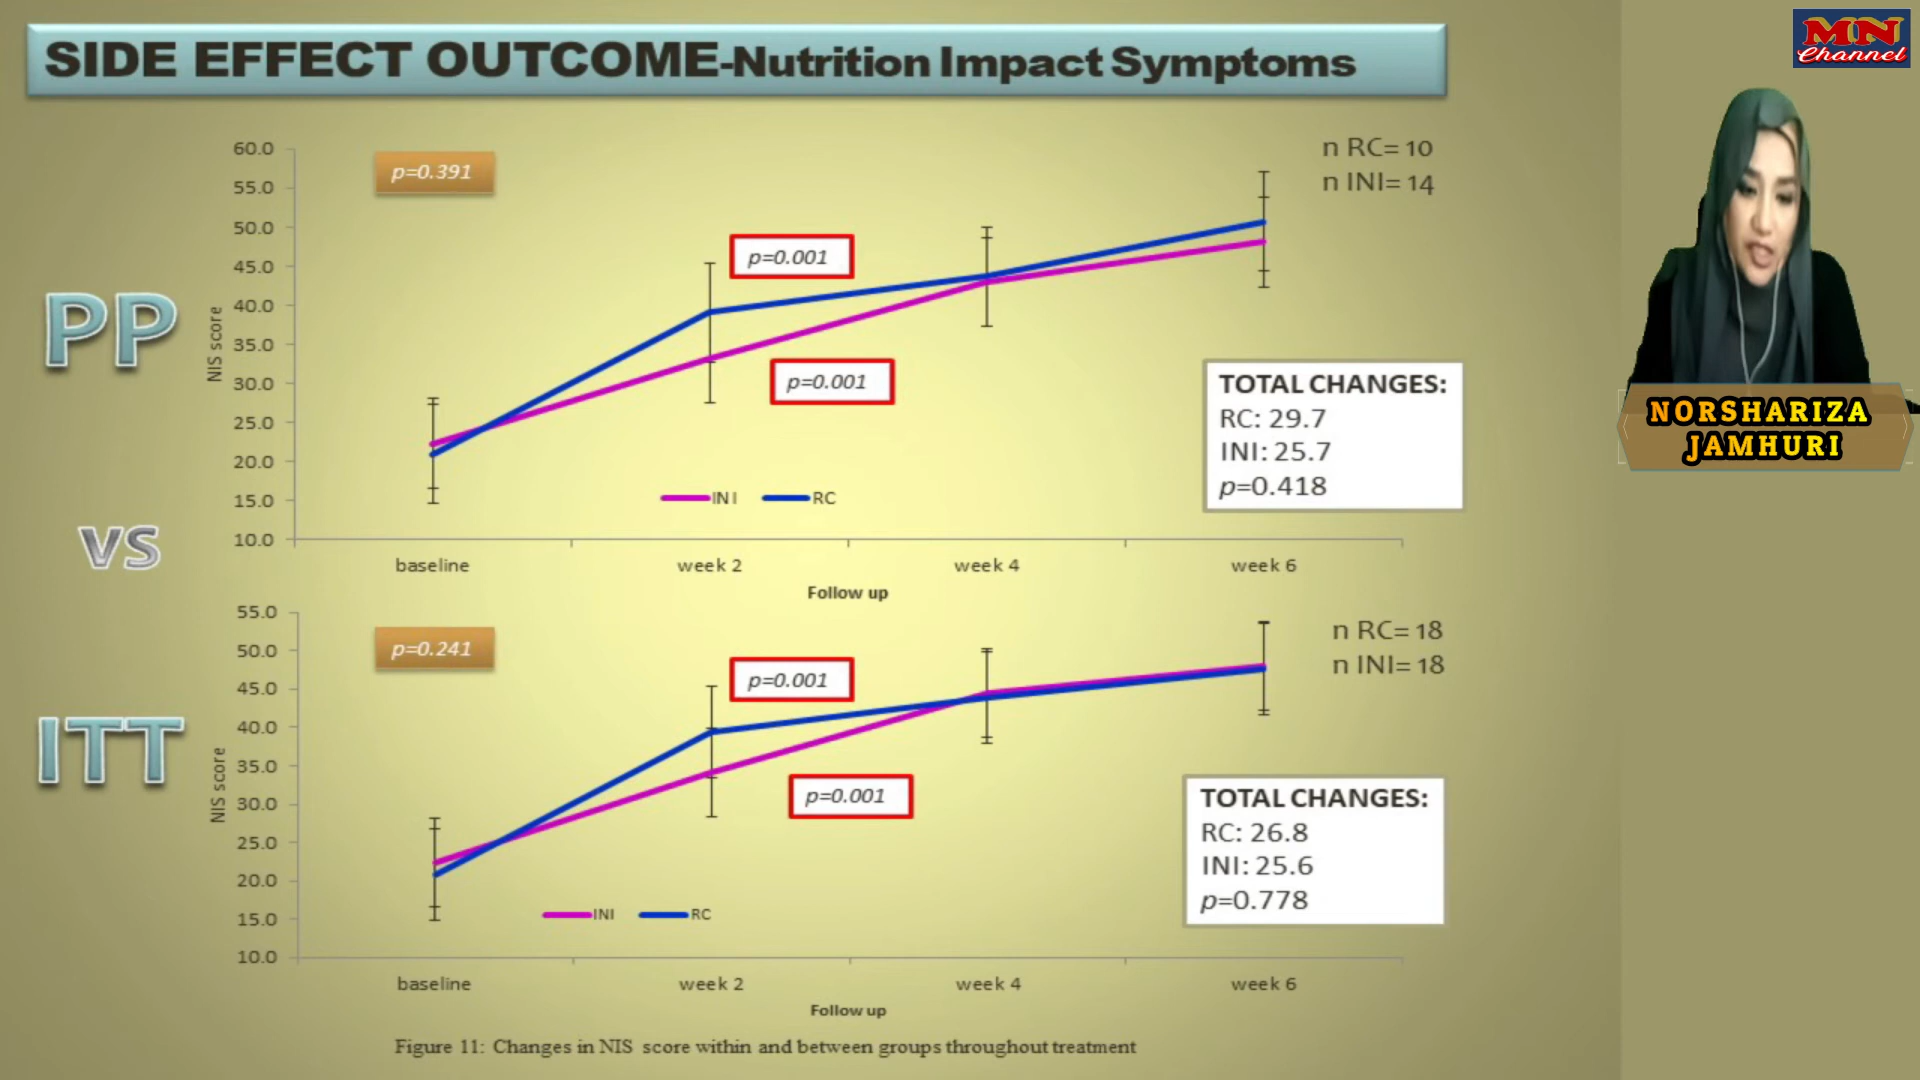 SIDE EFFECT OUTCOME-Nutrition Impact Symptoms
MN
Channel
PP
vs
ITT
NIS score
60.0
55.0
50.0
45.0
40.0
35.0
30.0
25.0
20.0
15.0
10.0
p=0.391
p=0.001
p=0.001
n RC= 10
n INI= 14
TOTAL CHANGES:
RC: 29.7
INI: 25.7
p=0.418
INI RC
baseline week 2 week 4 week 6
Follow up
NORSHARIZA
JAMHURI
NIS score
55.0
50.0
45.0
40.0
35.0
30.0
25.0
20.0
15.0
10.0
p=0.241
p=0.001
p=0.001
n RC= 18
n INI= 18
TOTAL CHANGES:
RC: 26.8
INI: 25.6
p=0.778
INI RC
baseline week 2 week 4 week 6
Follow up
Figure 11: Changes in NIS score within and between groups throughout treatment